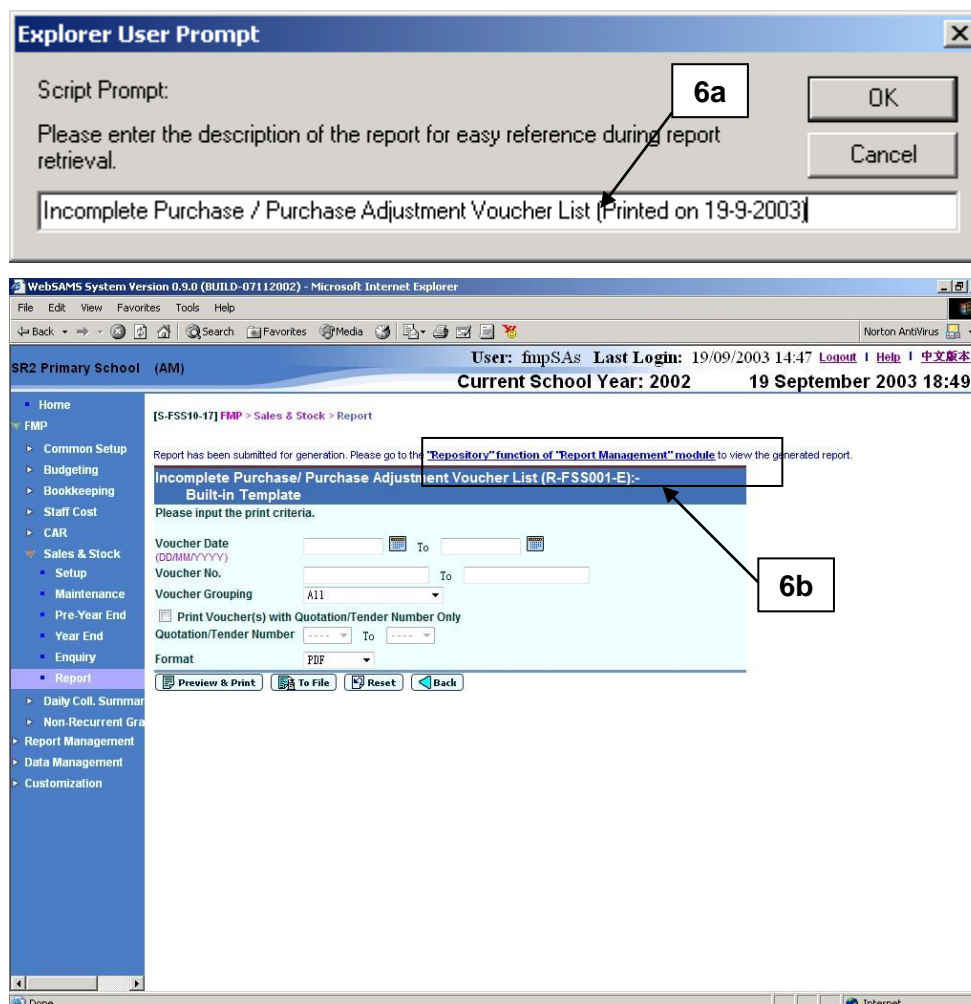 Explorer User Prompt
Script Prompt:
6a
OK
Please enter the description of the report for easy reference during report
retrieval.
Cancel
Incomplete Purchase / Purchase Adjustment Voucher List (Printed on 19-9-2003)
WebSAMS System Version 0.9.0 (BUILD-07112002) - Microsoft Internet Explorer
File Edit View Favorites Tools Help
Back Search Favorites Media Norton AntiVirus
SR2 Primary School (AM)
User: fmpSAs Last Login: 19/09/2003 14:47 Logout | Help | 中文版本
Current School Year: 2002 19 September 2003 18:49
Home
FMP
Common Setup
Budgeting
Bookkeeping
Staff Cost
CAR
Sales & Stock
Setup
Maintenance
Pre-Year End
Year End
Enquiry
Report
Daily Coll. Summar
Non-Recurrent Gra
Report Management
Data Management
Customization
[S-FSS10-17] FMP > Sales & Stock > Report
Report has been submitted for generation. Please go to the "Repository" function of "Report Management" module to view the generated report.
Incomplete Purchase/ Purchase Adjustment Voucher List (R-FSS001-E):-
Built-in Template
Please input the print criteria.
Voucher Date To
(DD/MM/YYYY)
Voucher No. To
Voucher Grouping All
Print Voucher(s) with Quotation/Tender Number Only
Quotation/Tender Number ---- To ----
Format PDF
Preview & Print To File Reset Back
6b
Done Internet